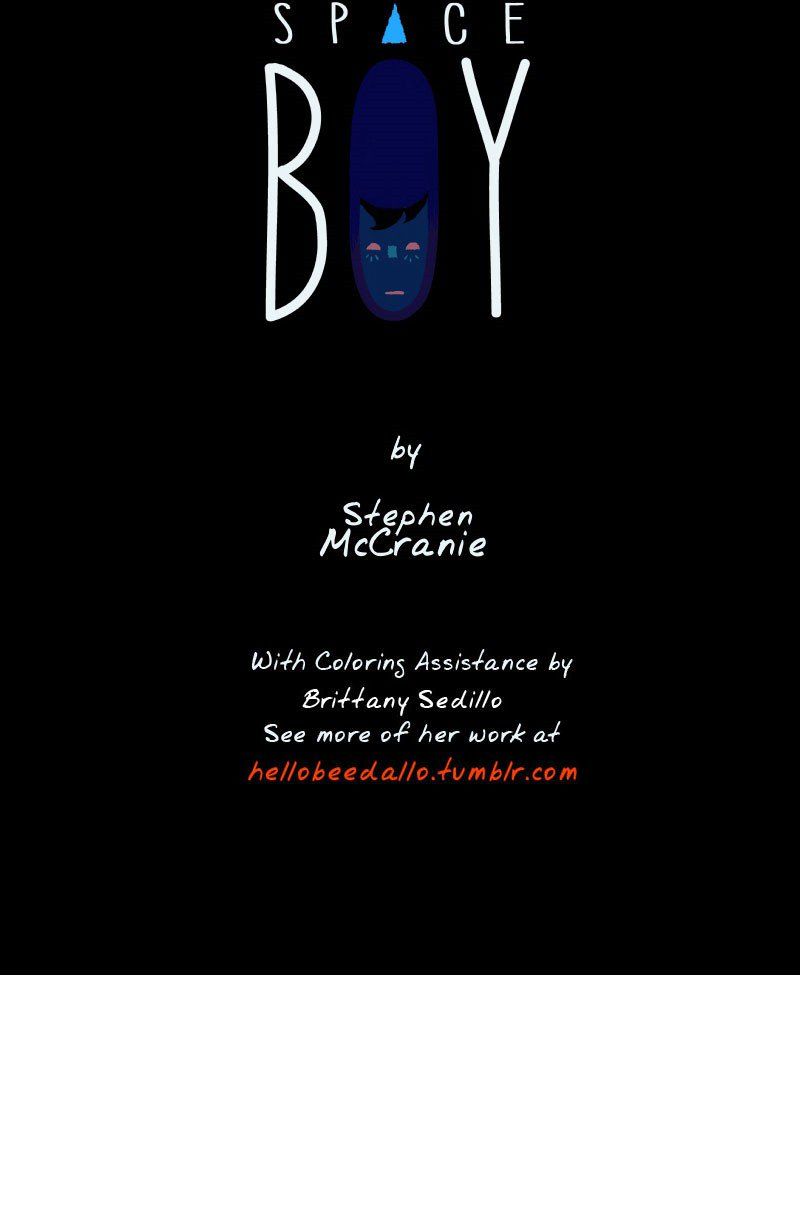 SPACE
BOY
by
Stephen
McCranie
With Coloring Assistance by
Brittany Sedillo
See more of her work at
hellobeedallo.tumblr.com